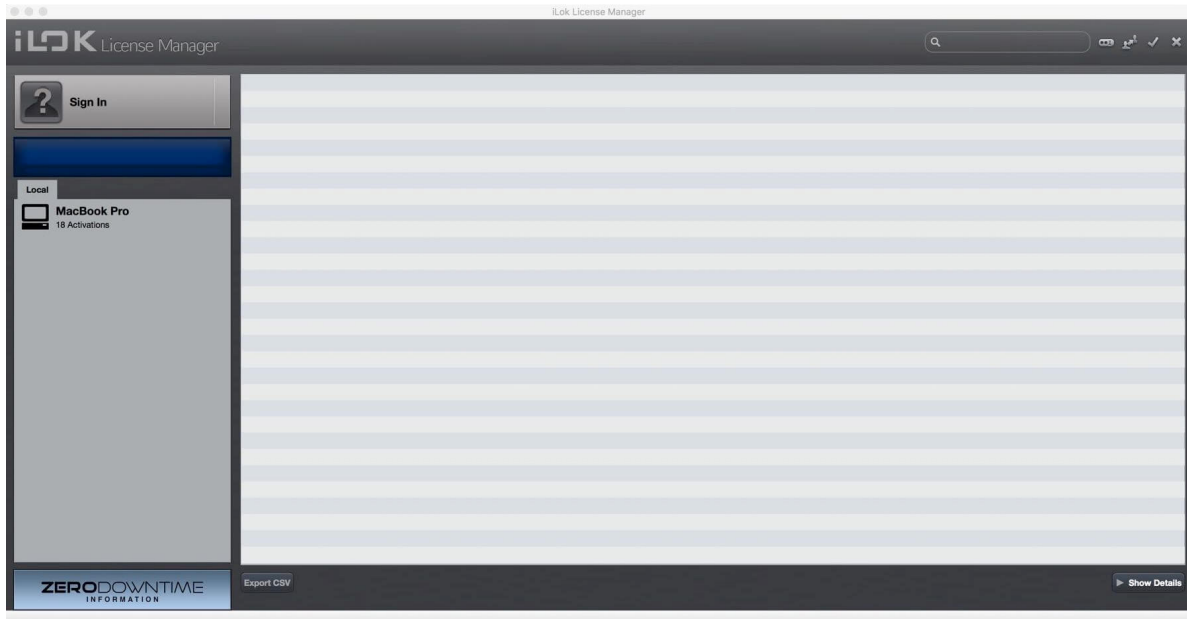 iLok License Manager
iLOK License Manager
Sign In
Local
MacBook Pro
18 Activations
ZERODOWNTIME
INFORMATION
Export CSV
Show Details